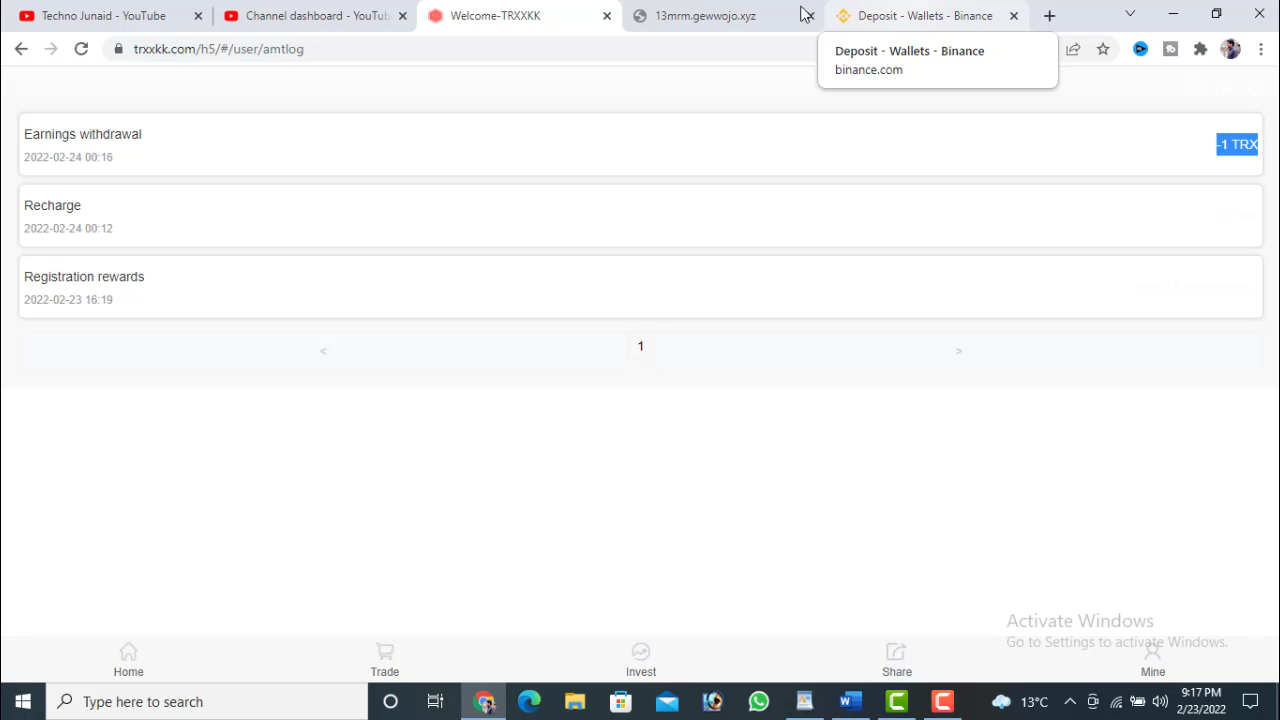 Techno Junaid - YouTube
Channel dashboard - YouTub
Welcome-TRXXKK
13mrm.gewwojo.xyz
Deposit - Wallets - Binance
trxxkk.com/h5/#/user/amtlog
Deposit - Wallets - Binance
binance.com
Earnings withdrawal
2022-02-24 00:16
-1 TRX
Recharge
2022-02-24 00:12
Registration rewards
2022-02-23 16:19
<
1
>
Activate Windows
Go to Settings to activate Windows.
Home
Trade
Invest
Share
Mine
Type here to search
13°C
9:17 PM
2/23/2022